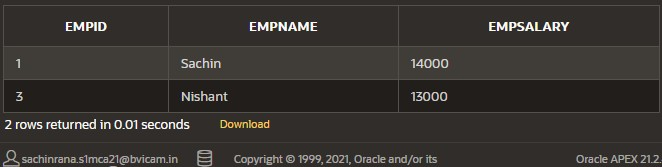 EMPID EMPNAME EMPSALARY
1 Sachin 14000
3 Nishant 13000
2 rows returned in 0.01 seconds Download
sachinrana.s1mca21@bvicam.in Copyright © 1999, 2021, Oracle and/or its Oracle APEX 21.2.